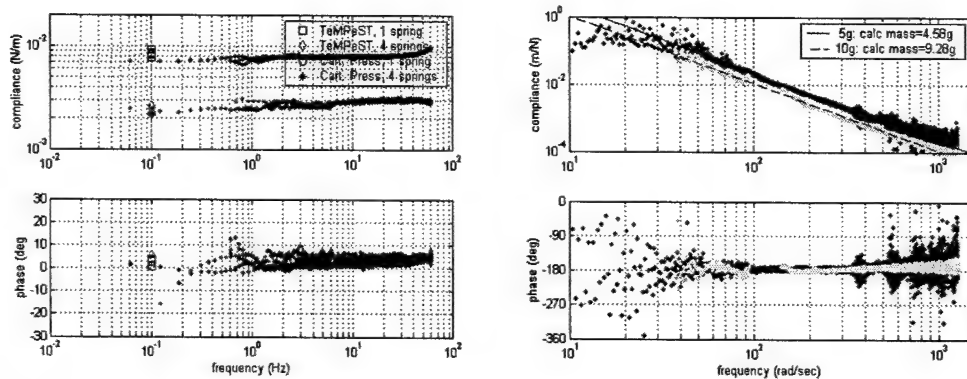 10^-2
10^-3
compliance (N/m)
10^-2
10^-1
10^0
10^1
10^2
TeMPeST, 1 spring
TeMPeST, 4 springs
Cart. Press, 1 spring
Cart. Press, 4 springs
30
20
10
0
-10
-20
-30
phase (deg
10^-2
10^-1
10^0
10^1
10^2
frequency (Hz)
10^0
10^-2
10^-4
compliance (m/N)
10^1
10^2
10^3
5g: calc mass=4.58g
10g: calc mass=9.28g
0
-90
-180
-270
-360
phase (deg)
10^1
10^2
10^3
frequency (rad/sec)